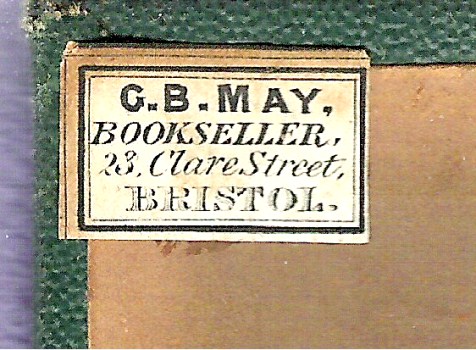 G.B.MAY,
BOOKSELLER,
23, Clare Street,
BRISTOL.